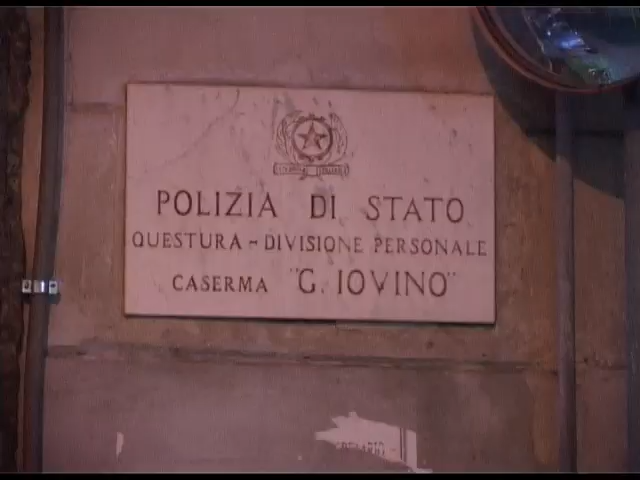 POLIZIA DI STATO
QUESTURA - DIVISIONE PERSONALE
CASERMA "G. IOVINO"